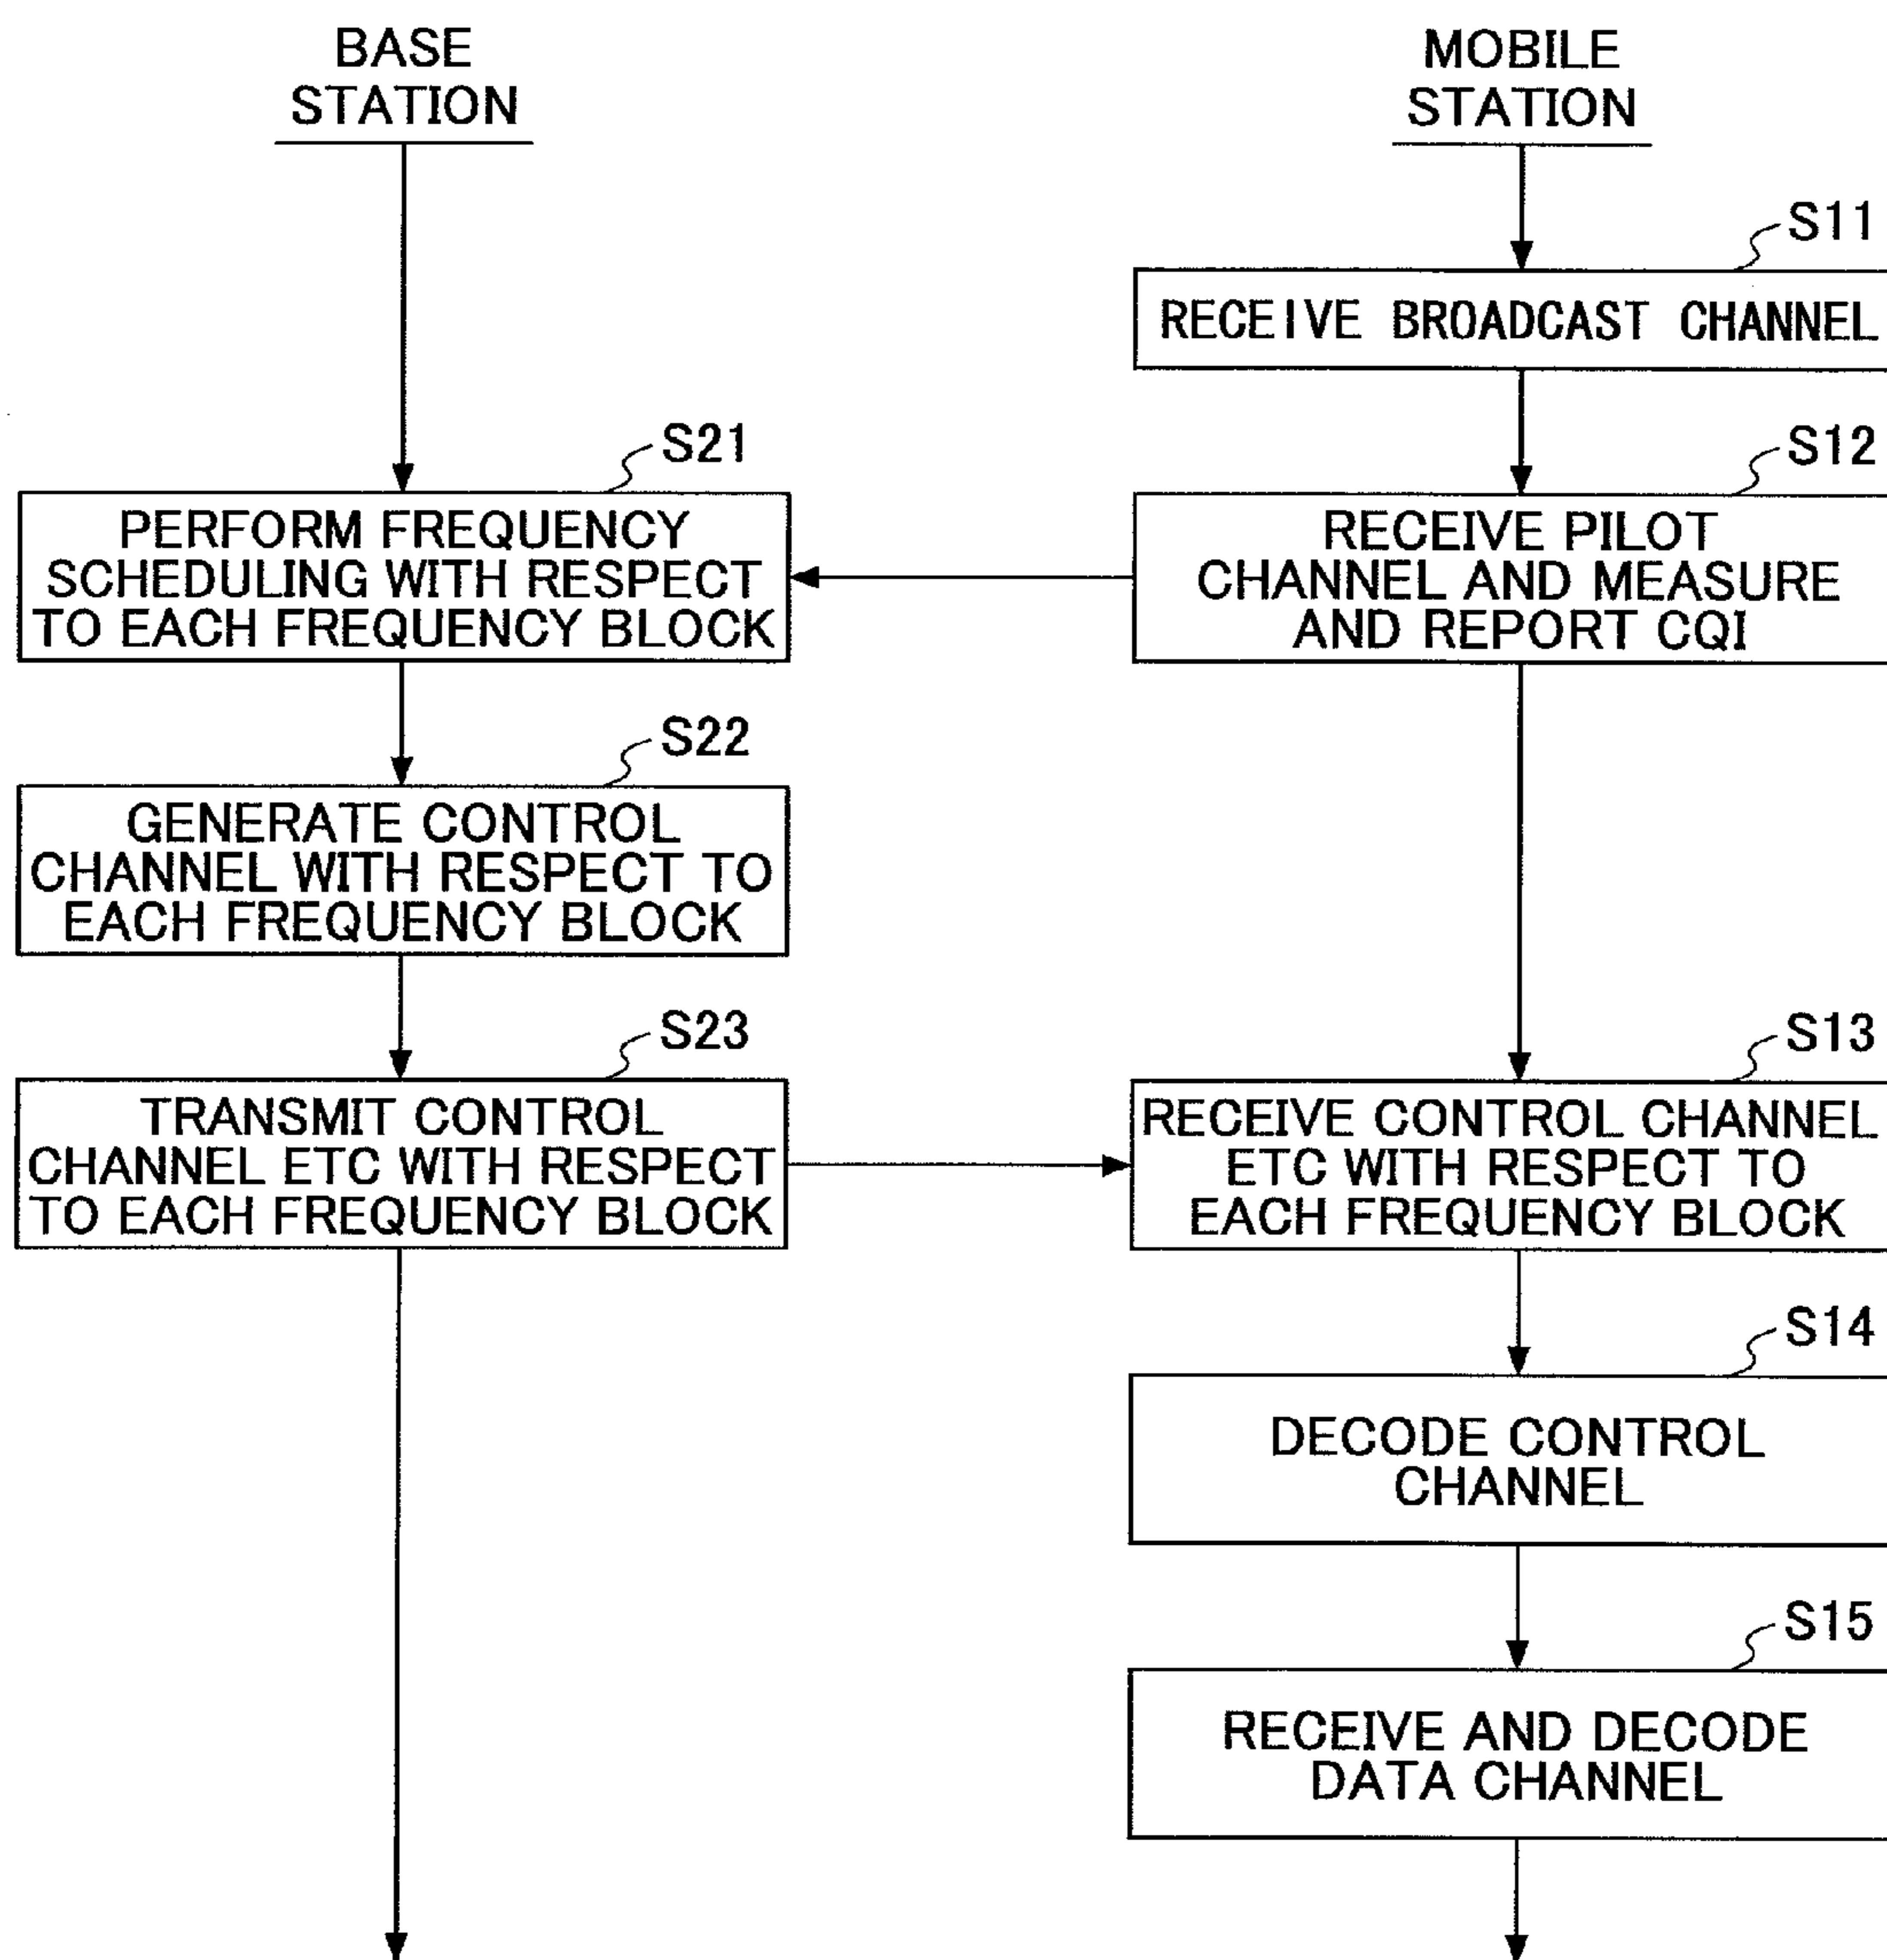 BASE
STATION
MOBILE
STATION
S11
RECEIVE BROADCAST CHANNEL
S21
PERFORM FREQUENCY
SCHEDULING WITH RESPECT
TO EACH FREQUENCY BLOCK
S12
RECEIVE PILOT
CHANNEL AND MEASURE
AND REPORT CQI
S22
GENERATE CONTROL
CHANNEL WITH RESPECT TO
EACH FREQUENCY BLOCK
S23
TRANSMIT CONTROL
CHANNEL ETC WITH RESPECT
TO EACH FREQUENCY BLOCK
S13
RECEIVE CONTROL CHANNEL
ETC WITH RESPECT TO
EACH FREQUENCY BLOCK
S14
DECODE CONTROL
CHANNEL
S15
RECEIVE AND DECODE
DATA CHANNEL